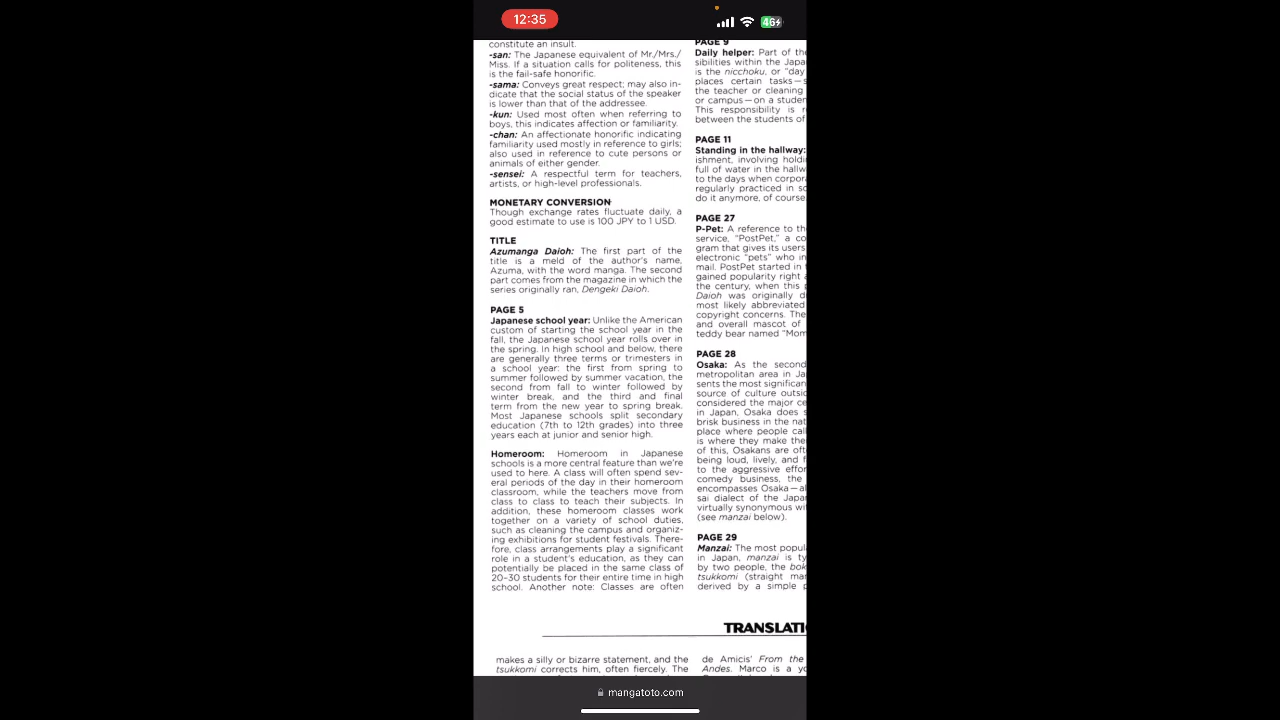 12:35
46
constitute an insult.
-san: The Japanese equivalent of Mr./Mrs./
Miss. If a situation calls for politeness, this
is the fail-safe honorific.
-sama: Conveys great respect; may also in-
dicate that the social status of the speaker
is lower than that of the addressee.
-kun: Used most often when referring to
boys, this indicates affection or familiarity.
-chan: An affectionate honorific indicating
familiarity used mostly in reference to girls;
also used in reference to cute persons or
animals of either gender.
-sensei: A respectful term for teachers,
artists, or high-level professionals.
MONETARY CONVERSION
Though exchange rates fluctuate daily, a
good estimate to use is 100 JPY to 1 USD.
TITLE
Azumanga Daioh: The first part of the
title is a meld of the author's name,
Azuma, with the word manga. The second
part comes from the magazine in which the
series originally ran, Dengeki Daioh.
PAGE 5
Japanese school year: Unlike the American
custom of starting the school year in the
fall, the Japanese school year rolls over in
the spring. In high school and below, there
are generally three terms or trimesters in
a school year: the first from spring to
summer followed by summer vacation, the
second from fall to winter followed by
winter break, and the third and final
term from the new year to spring break.
Most Japanese schools split secondary
education (7th to 12th grades) into three
years each at junior and senior high.
Homeroom: Homeroom in Japanese
schools is a more central feature than we're
used to here. A class will often spend sev-
eral periods of the day in their homeroom
classroom, while the teachers move from
class to class to teach their subjects. In
addition, these homeroom classes work
together on a variety of school duties,
such as cleaning the campus and organiz-
ing exhibitions for student festivals. There-
fore, class arrangements play a significant
role in a student's education, as they can
potentially be placed in the same class of
20-30 students for their entire time in high
school. Another note: Classes are often
PAGE 9
Daily helper: Part of the
sibilities within the Japa
is the nicchoku, or "day
places certain tasks—s
the teacher or cleaning
or campus—on a studen
This responsibility is r
between the students of
PAGE 11
Standing in the hallway:
ishment, involving holdi
full of water in the hallw
to the days when corpora
regularly practiced in sc
do it anymore, of course
PAGE 27
P-Pet: A reference to th
service, "PostPet," a co
gram that gives its users
electronic "pets" who in
mail. PostPet started in
gained popularity right a
the century, when this p
Daioh was originally d
most likely abbreviated
copyright concerns. The
and overall mascot of
teddy bear named "Mom
PAGE 28
Osaka: As the second
metropolitan area in Ja
sents the most significan
source of culture outsid
considered the major ce
in Japan, Osaka does s
brisk business in the nat
place where people call
is where they make the
of this, Osakans are oft
being loud, lively, and f
to the aggressive effor
comedy business, the
encompasses Osaka—al
sai dialect of the Japa
virtually synonymous wi
(see manzai below).
PAGE 29
Manzai: The most popul
in Japan, manzai is ty
by two people, the bok
tsukkomi (straight ma
derived by a simple p
TRANSLATI
makes a silly or bizarre statement, and the
tsukkomi corrects him, often fiercely. The
de Amicis' From the
Andes. Marco is a yo
mangatoto.com